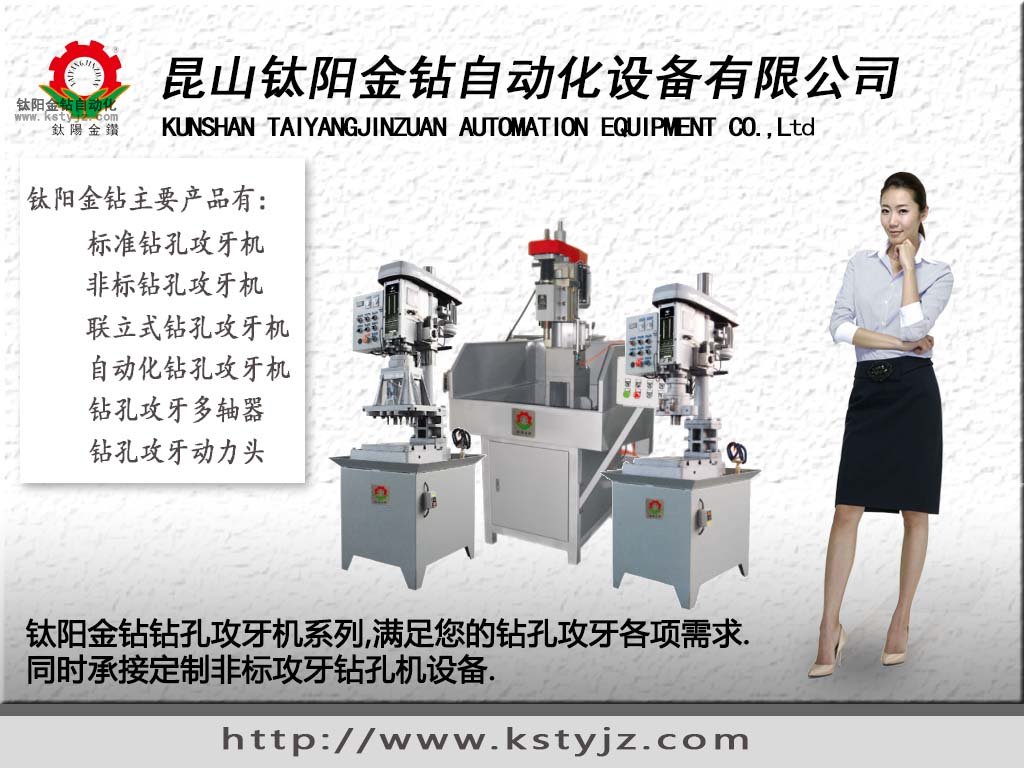 TAIYANGJINZUAN
®
钛阳金钻自动化
www.kstyjz.com
鈦陽金鑽
昆山钛阳金钻自动化设备有限公司
KUNSHAN TAIYANGJINZUAN AUTOMATION EQUIPMENT CO.,Ltd
钛阳金钻主要产品有：
标准钻孔攻牙机
非标钻孔攻牙机
联立式钻孔攻牙机
自动化钻孔攻牙机
钻孔攻牙多轴器
钻孔攻牙动力头
钛阳金钻钻孔攻牙机系列,满足您的钻孔攻牙各项需求.
同时承接定制非标攻牙钻孔机设备.
http://www.kstyjz.com